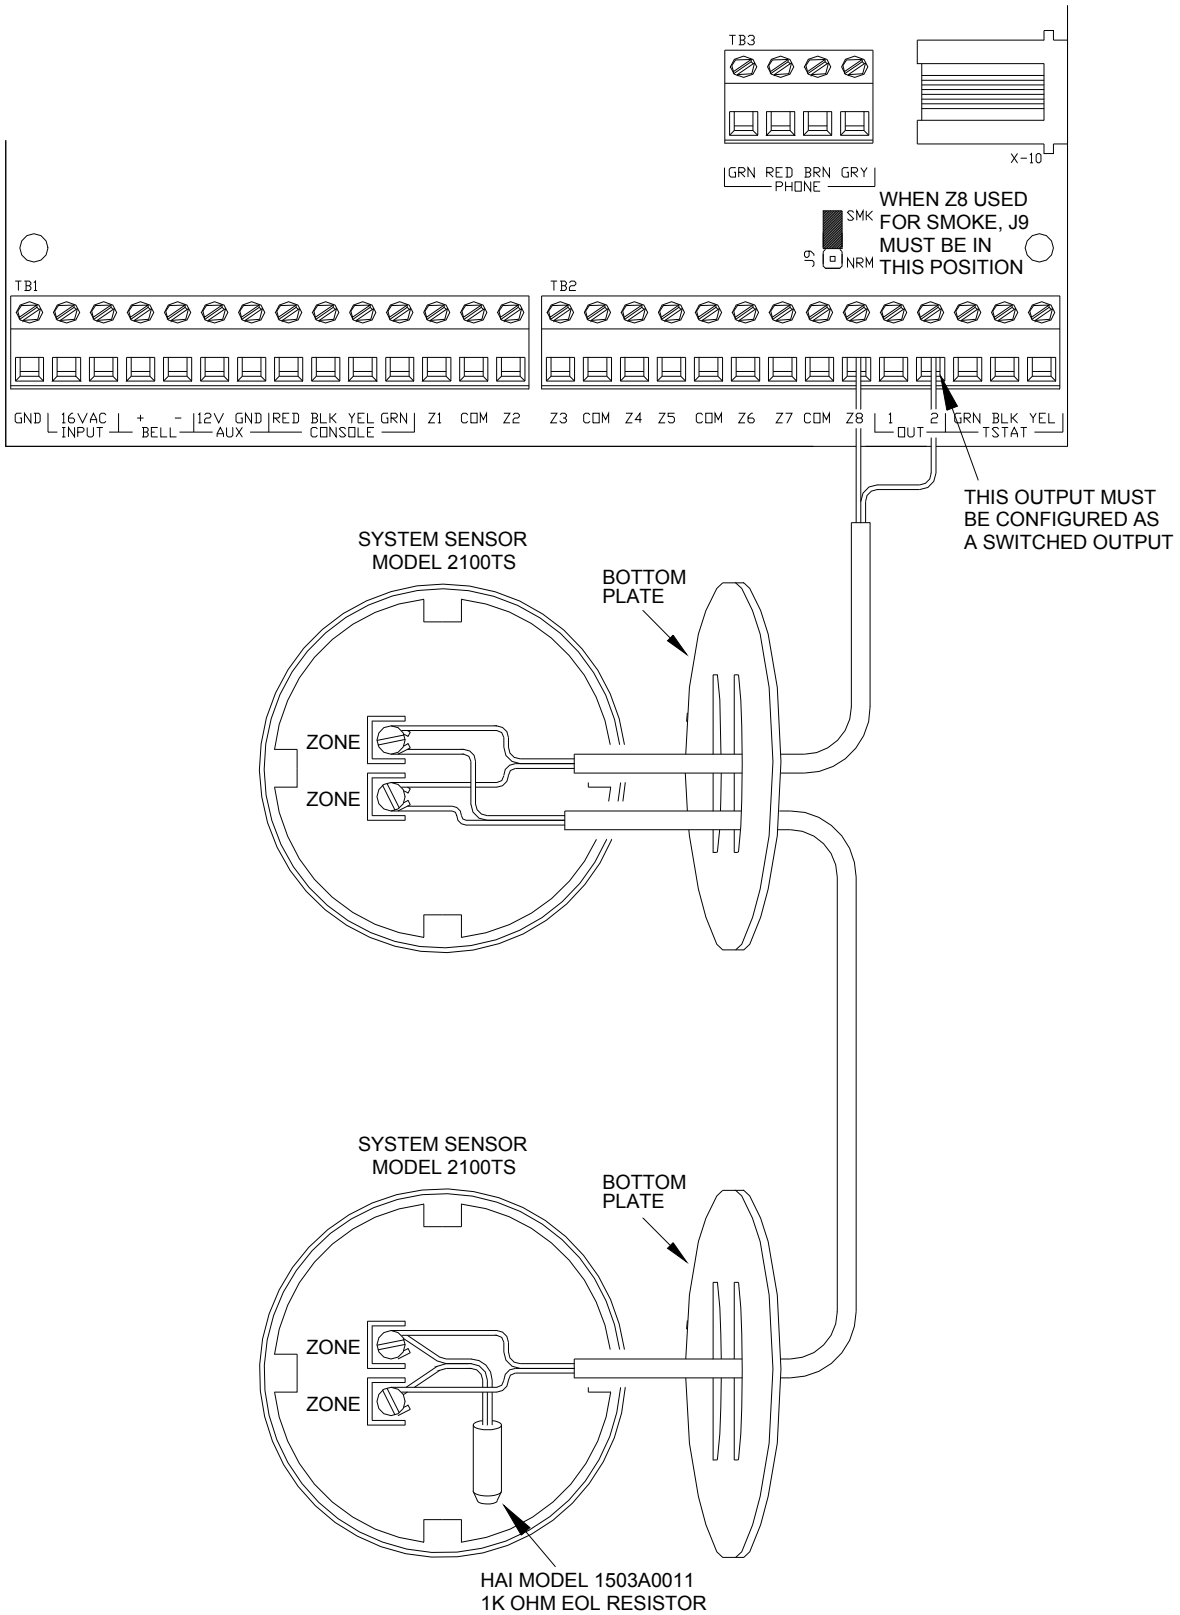 TB3
X-10
GRN RED BRN GRY
PHONE
WHEN Z8 USED
FOR SMOKE, J9
MUST BE IN
THIS POSITION
SMK
J9
NRM
TB1
TB2
GND 16VAC + - 12V GND RED BLK YEL GRN Z1 COM Z2
INPUT BELL AUX CONSOLE
Z3 COM Z4 Z5 COM Z6 Z7 COM Z8 1 2 GRN BLK YEL
OUT TSTAT
THIS OUTPUT MUST
BE CONFIGURED AS
A SWITCHED OUTPUT
SYSTEM SENSOR
MODEL 2100TS
BOTTOM
PLATE
ZONE
ZONE
SYSTEM SENSOR
MODEL 2100TS
BOTTOM
PLATE
ZONE
ZONE
HAI MODEL 1503A0011
1K OHM EOL RESISTOR